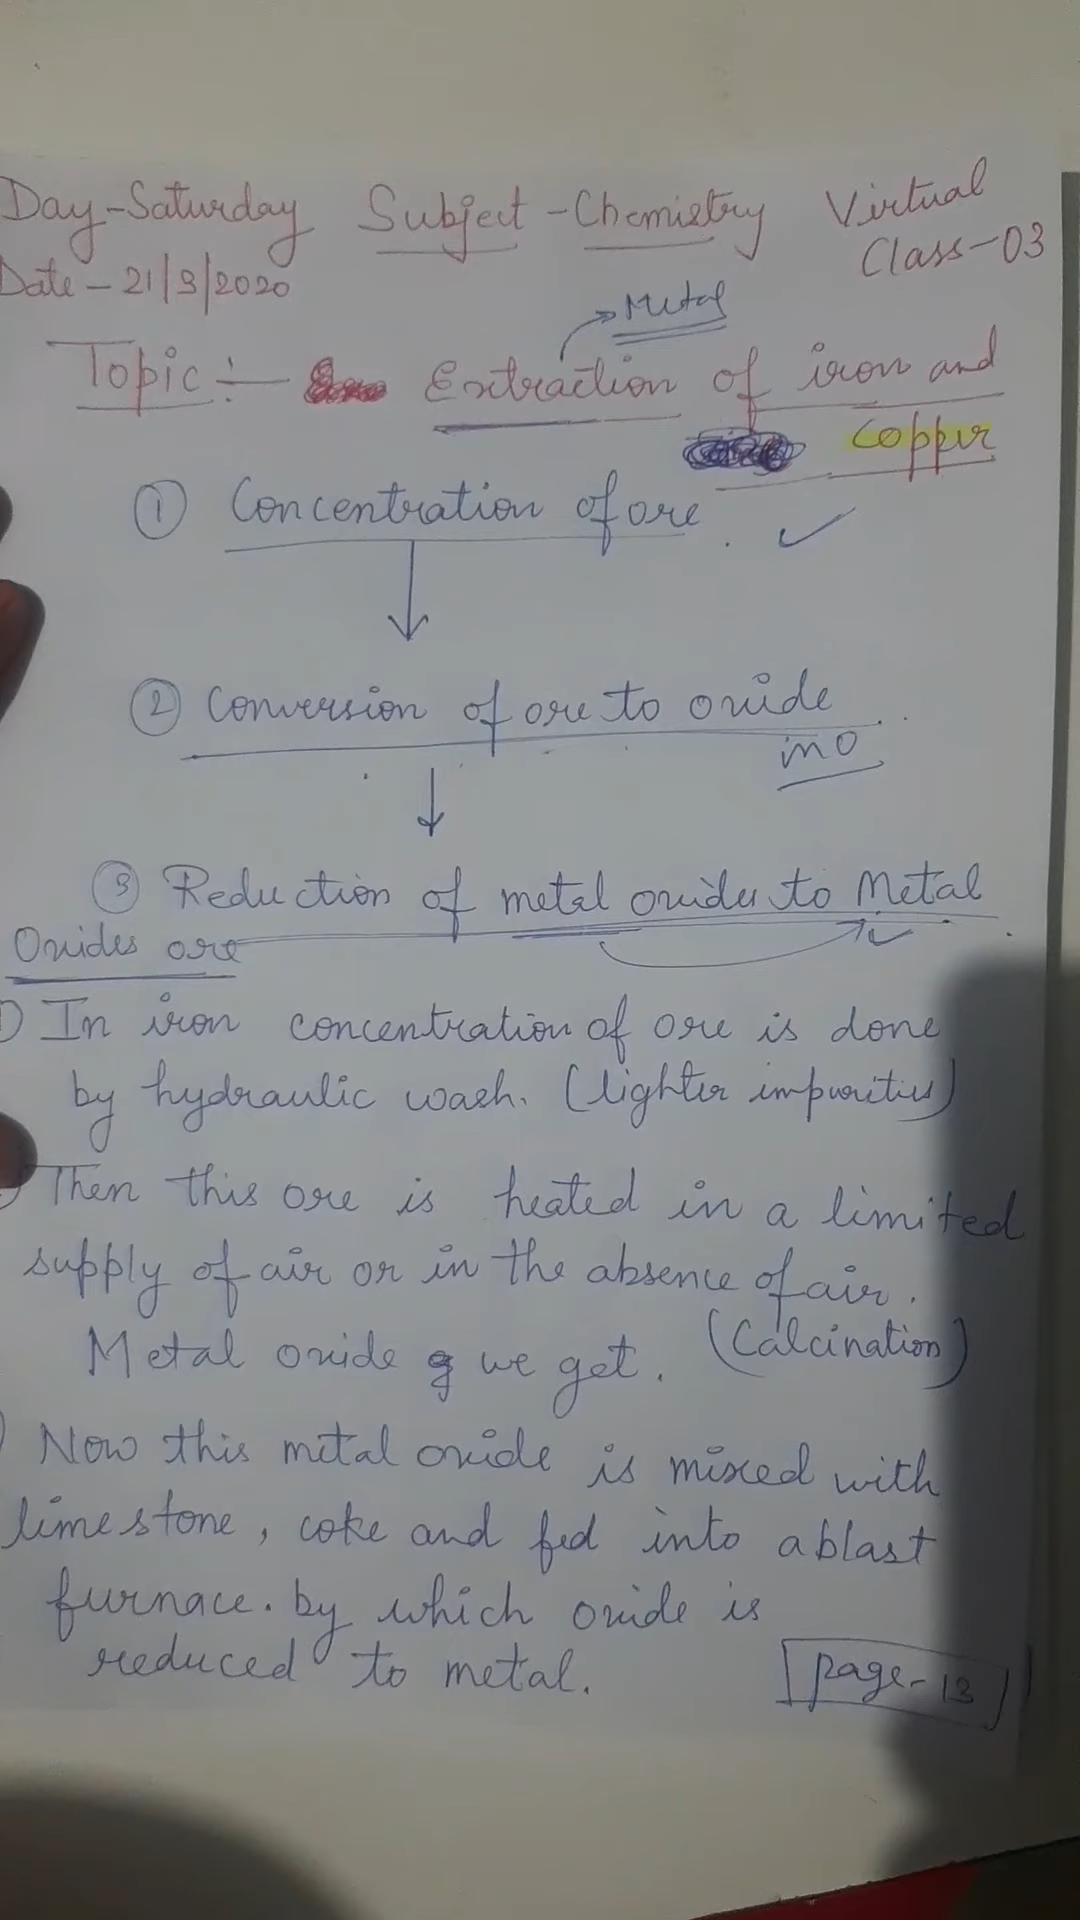 Day-Saturday Subject-Chemistry Virtual
Class-03
Date - 21/3/2020
→ Metal
Topic:- Extraction of iron and
Copper
① Concentration of ore.
② Conversion of ore to oxide
mo
③ Reduction of metal oxides to Metal
Oxides ore
In iron concentration of ore is done
by hydraulic wash. (lighter impurities)
Then this ore is heated in a limited
supply of air or in the absence of air.
Metal oxide we get. (Calcination)
Now this metal oxide is mixed with
limestone, coke and fed into a blast
furnace. by which oxide is
reduced to metal.
page-13